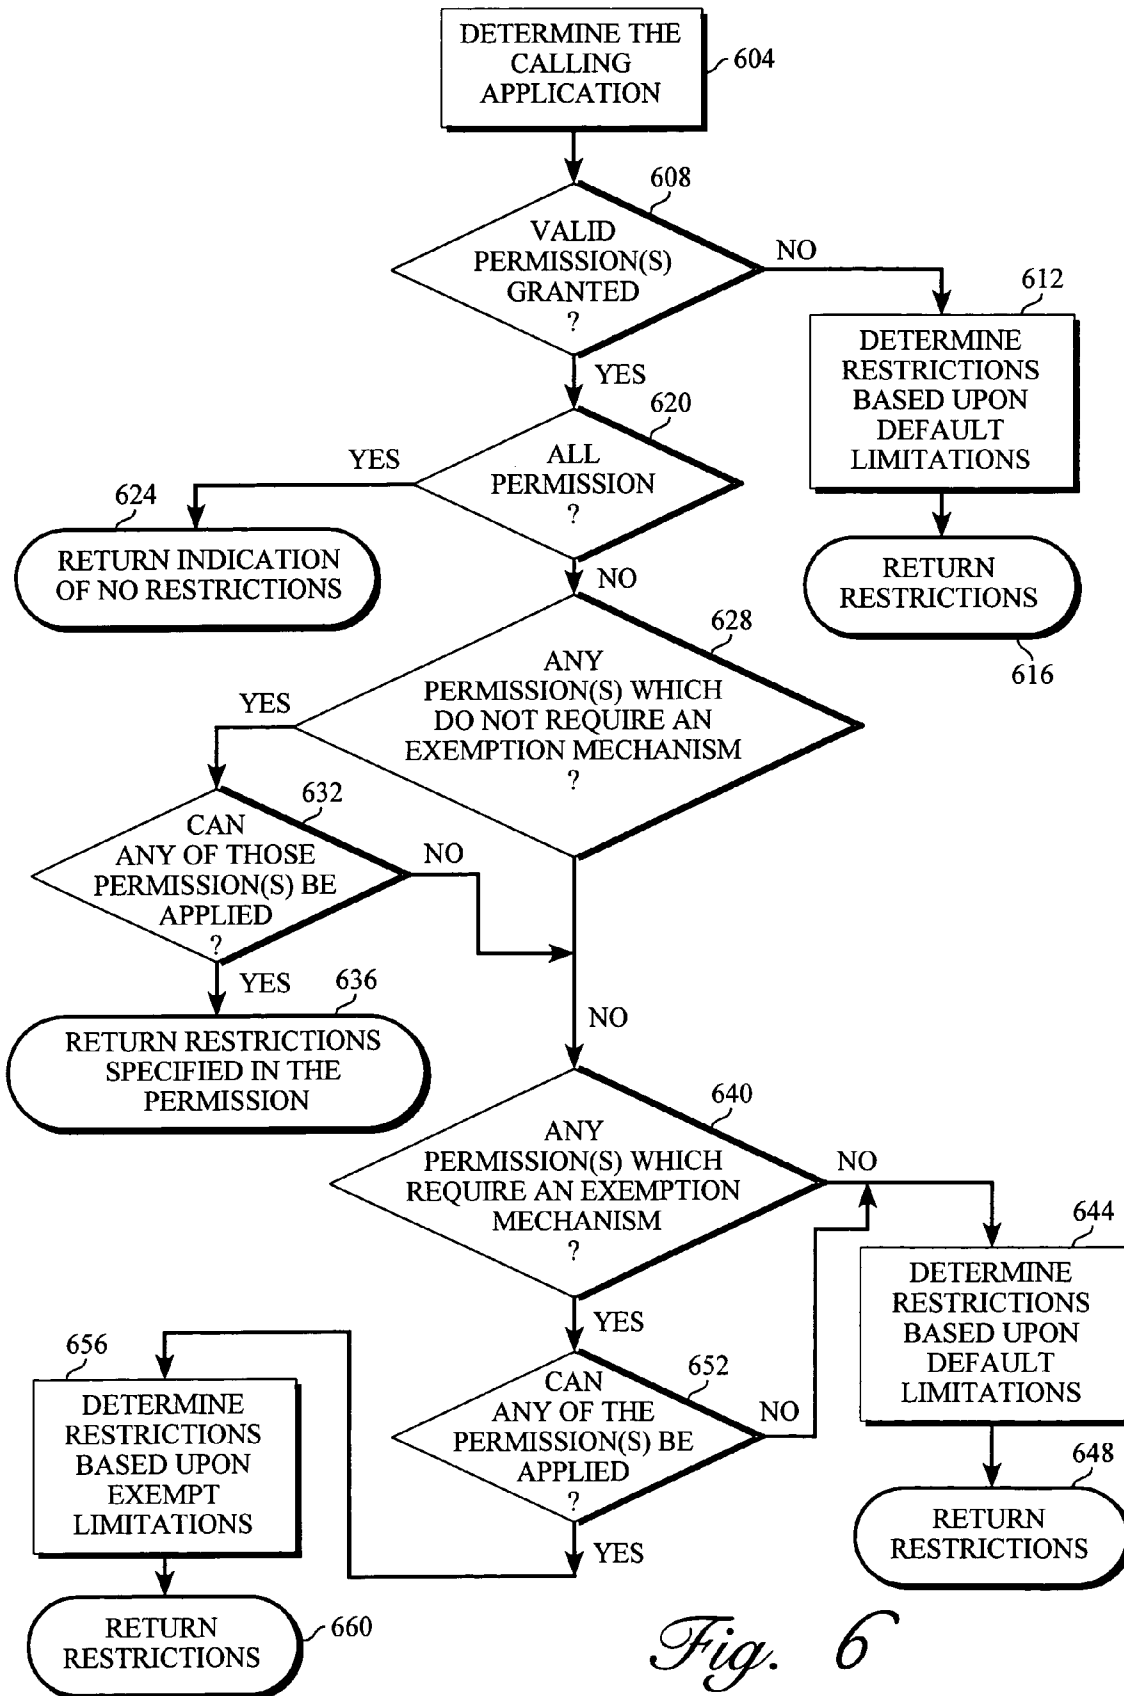 DETERMINE THE
CALLING
APPLICATION
604
608
VALID
PERMISSION(S)
GRANTED
?
NO
YES
612
DETERMINE
RESTRICTIONS
BASED UPON
DEFAULT
LIMITATIONS
620
ALL
PERMISSION
?
YES
NO
624
RETURN INDICATION
OF NO RESTRICTIONS
RETURN
RESTRICTIONS
616
628
ANY
PERMISSION(S) WHICH
DO NOT REQUIRE AN
EXEMPTION MECHANISM
?
YES
632
CAN
ANY OF THOSE
PERMISSION(S) BE
APPLIED
?
NO
YES
636
RETURN RESTRICTIONS
SPECIFIED IN THE
PERMISSION
NO
640
ANY
PERMISSION(S) WHICH
REQUIRE AN EXEMPTION
MECHANISM
?
NO
YES
644
DETERMINE
RESTRICTIONS
BASED UPON
DEFAULT
LIMITATIONS
652
CAN
ANY OF THE
PERMISSION(S) BE
APPLIED
?
NO
YES
656
DETERMINE
RESTRICTIONS
BASED UPON
EXEMPT
LIMITATIONS
648
RETURN
RESTRICTIONS
RETURN
RESTRICTIONS
660
Fig. 6